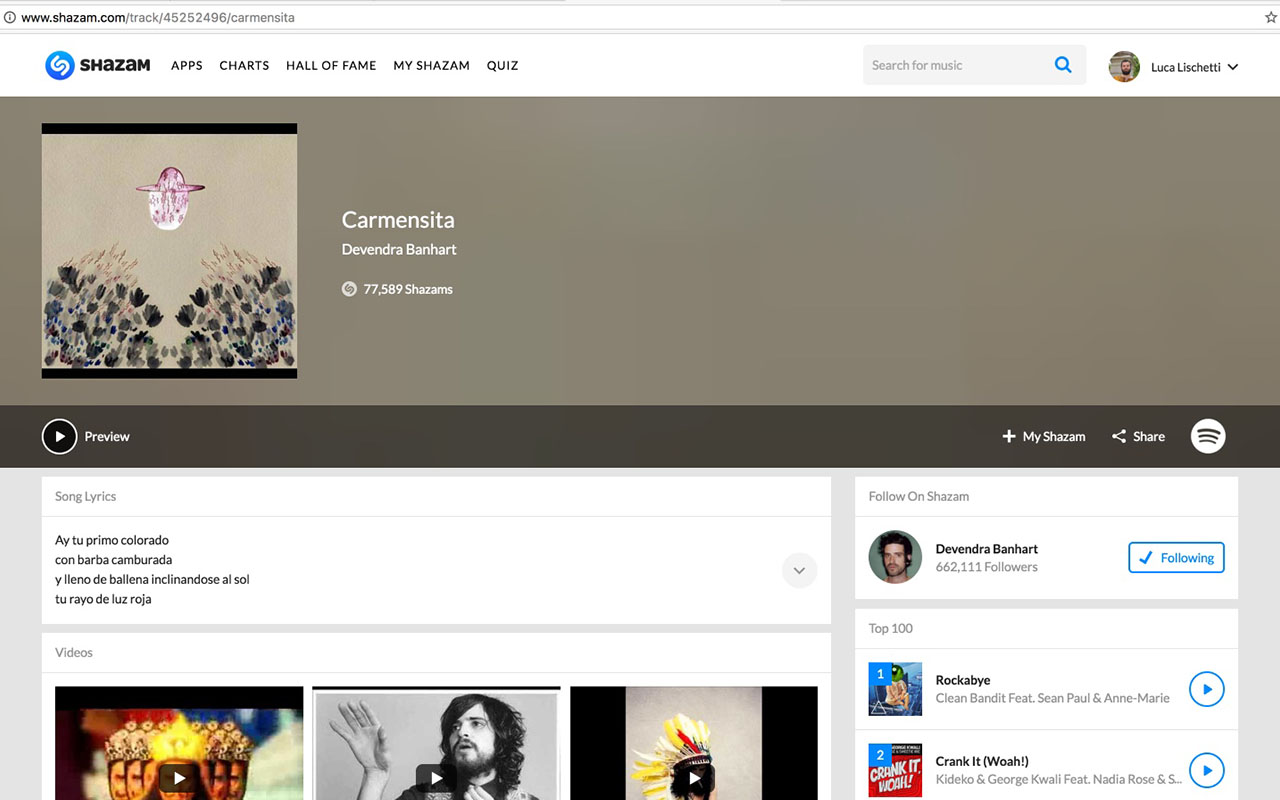 www.shazam.com/track/45252496/carmensita
SHAZAM APPS CHARTS HALL OF FAME MY SHAZAM QUIZ Search for music Luca Lischetti
Carmensita
Devendra Banhart
77,589 Shazams
Preview My Shazam Share
Song Lyrics
Ay tu primo colorado
con barba camburada
y lleno de ballena inclinandose al sol
tu rayo de luz roja
Videos
Follow On Shazam
Devendra Banhart
662,111 Followers
Following
Top 100
1
Rockabye
Clean Bandit Feat. Sean Paul & Anne-Marie
2
CRANK IT
WOAH!
Crank It (Woah!)
Kideko & George Kwali Feat. Nadia Rose & S...